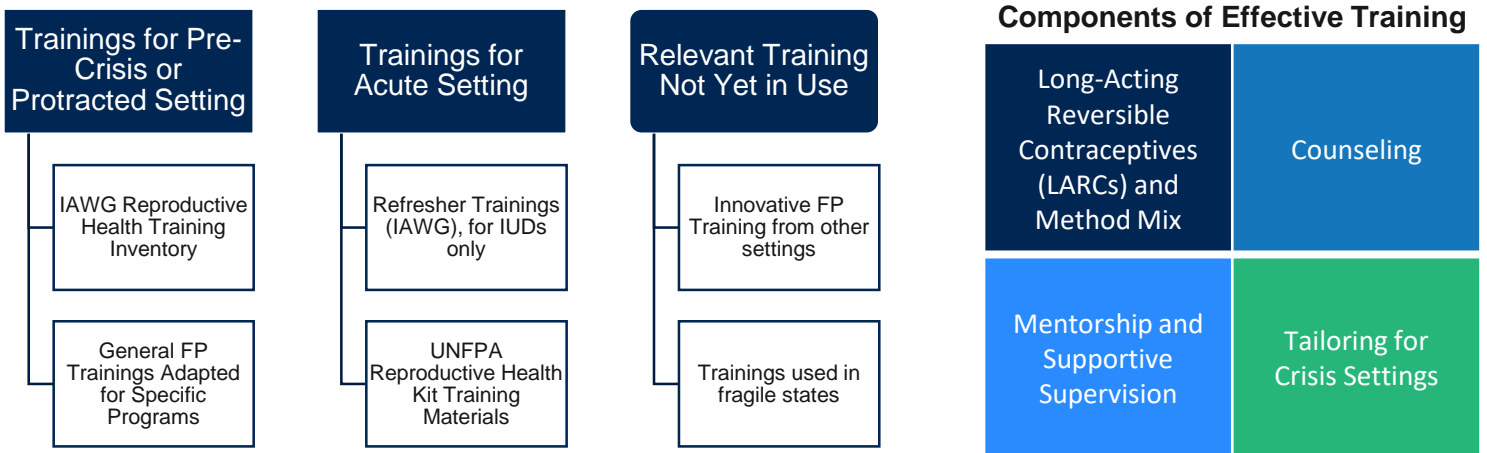 Trainings for Pre-
Crisis or
Protracted Setting
IAWG Reproductive
Health Training
Inventory
General FP
Trainings Adapted
for Specific
Programs
Trainings for
Acute Setting
Refresher Trainings
(IAWG), for IUDs
only
UNFPA
Reproductive Health
Kit Training
Materials
Relevant Training
Not Yet in Use
Innovative FP
Training from other
settings
Trainings used in
fragile states
Components of Effective Training
Long-Acting
Reversible
Contraceptives
(LARCs) and
Method Mix
Counseling
Mentorship and
Supportive
Supervision
Tailoring for
Crisis Settings